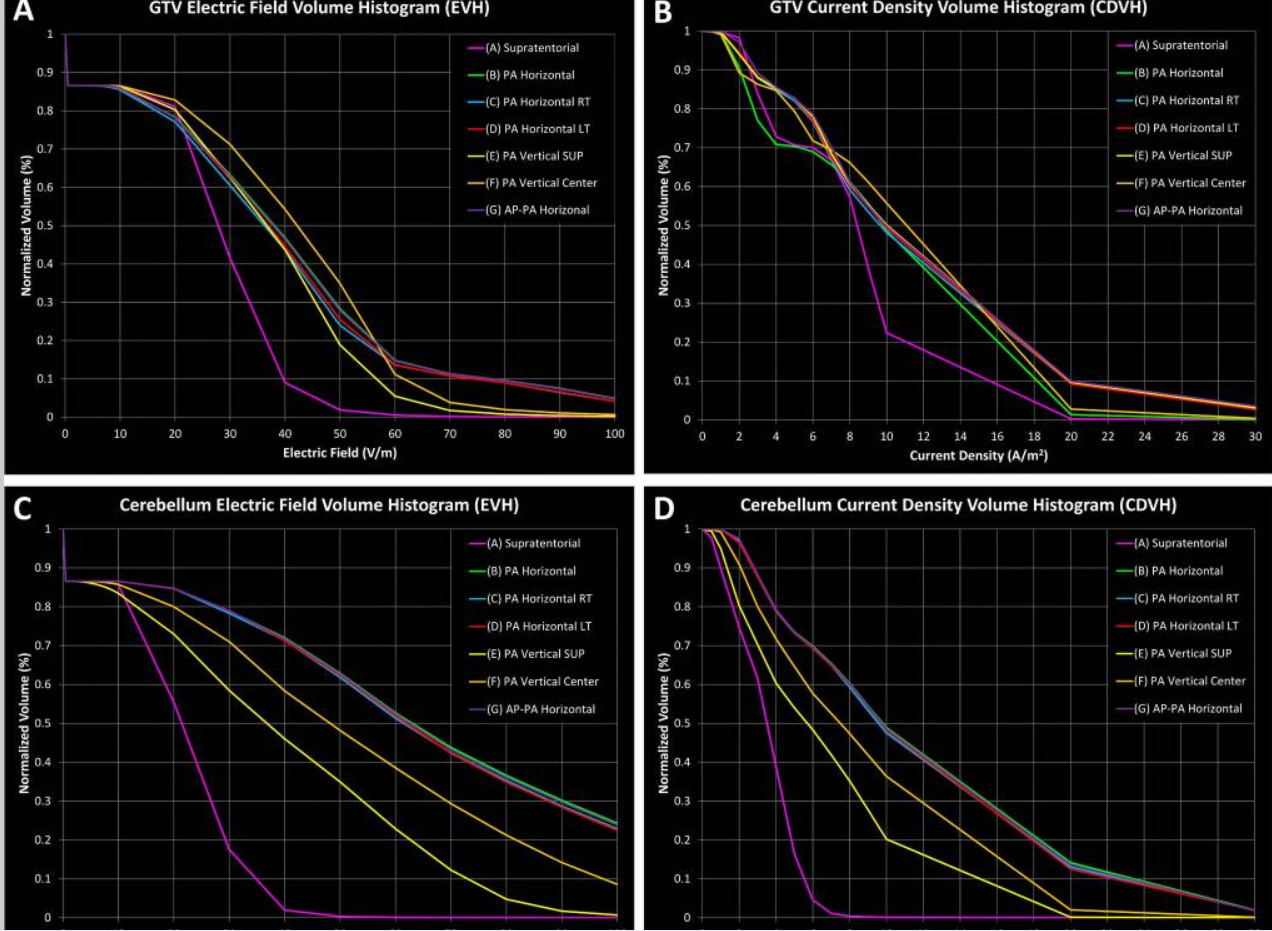 A
GTV Electric Field Volume Histogram (EVH)
Normalized Volume (%)
1
0.9
0.8
0.7
0.6
0.5
0.4
0.3
0.2
0.1
0
0 10 20 30 40 50 60 70 80 90 100
Electric Field (V/m)
(A) Supratentorial
(B) PA Horizontal
(C) PA Horizontal RT
(D) PA Horizontal LT
(E) PA Vertical SUP
(F) PA Vertical Center
(G) AP-PA Horizonal
B
GTV Current Density Volume Histogram (CDVH)
Normalized Volume (%)
1
0.9
0.8
0.7
0.6
0.5
0.4
0.3
0.2
0.1
0
0 2 4 6 8 10 12 14 16 18 20 22 24 26 28 30
Current Density (A/m²)
(A) Supratentorial
(B) PA Horizontal
(C) PA Horizontal RT
(D) PA Horizontal LT
(E) PA Vertical SUP
(F) PA Vertical Center
(G) AP-PA Horizontal
C
Cerebellum Electric Field Volume Histogram (EVH)
Normalized Volume (%)
1
0.9
0.8
0.7
0.6
0.5
0.4
0.3
0.2
0.1
0
(A) Supratentorial
(B) PA Horizontal
(C) PA Horizontal RT
(D) PA Horizontal LT
(E) PA Vertical SUP
(F) PA Vertical Center
(G) AP-PA Horizontal
D
Cerebellum Current Density Volume Histogram (CDVH)
Normalized Volume (%)
1
0.9
0.8
0.7
0.6
0.5
0.4
0.3
0.2
0.1
0
(A) Supratentorial
(B) PA Horizontal
(C) PA Horizontal RT
(D) PA Horizontal LT
(E) PA Vertical SUP
(F) PA Vertical Center
(G) AP-PA Horizontal